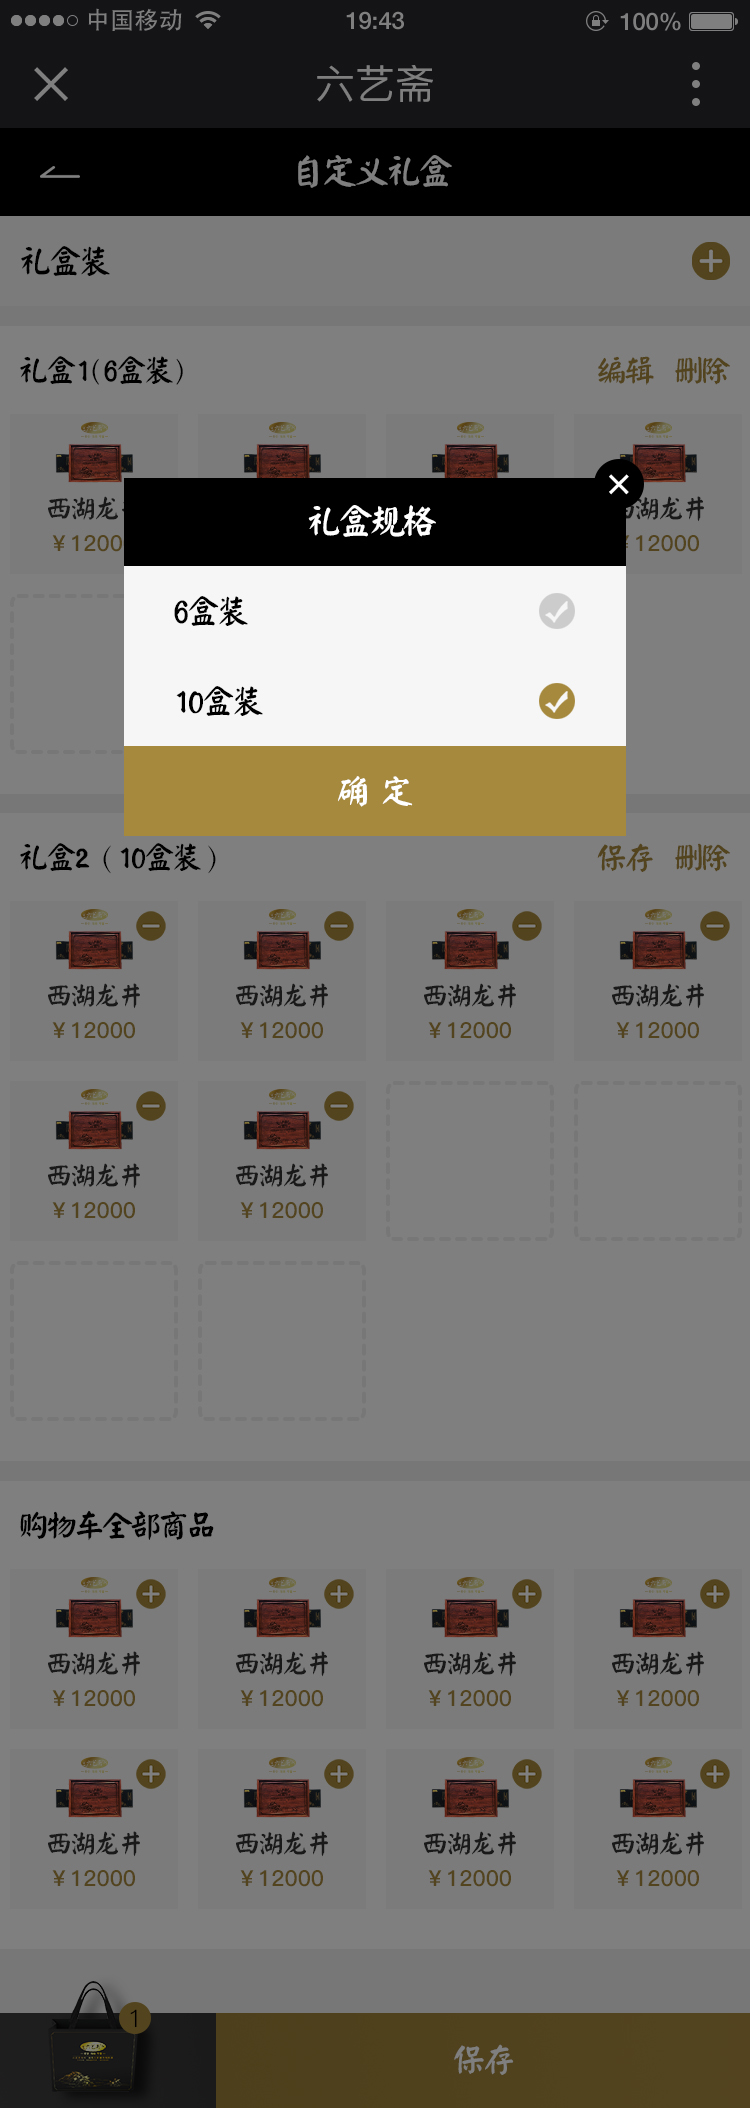 中国移动 19:43 100%
六艺斋
自定义礼盒
礼盒装
礼盒1(6盒装) 编辑 删除
西湖龙
湖龙井
¥1200
¥12000
礼盒规格
6盒装
10盒装
确 定
礼盒2（10盒装） 保存 删除
西湖龙井 西湖龙井 西湖龙井 西湖龙井
¥12000 ¥12000 ¥12000 ¥12000
西湖龙井 西湖龙井
¥12000 ¥12000
购物车全部商品
西湖龙井 西湖龙井 西湖龙井 西湖龙井
¥12000 ¥12000 ¥12000 ¥12000
西湖龙井 西湖龙井 西湖龙井 西湖龙井
¥12000 ¥12000 ¥12000 ¥12000
1
保存